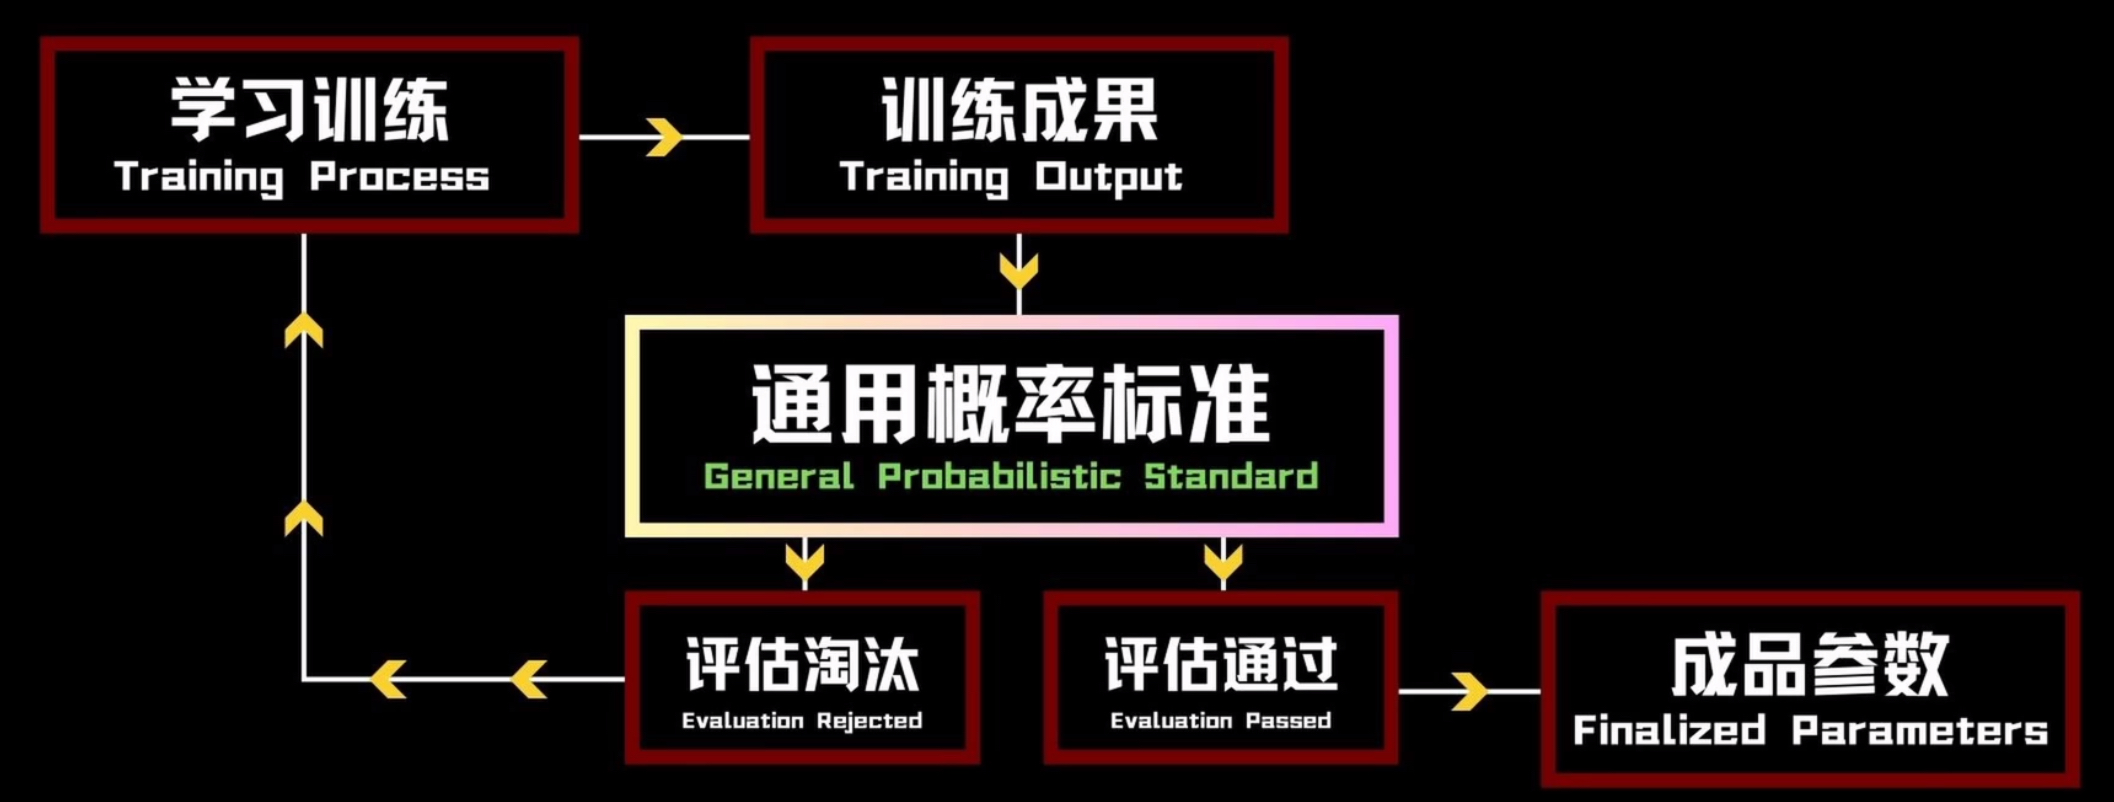 学习训练
Training Process
训练成果
Training Output
通用概率标准
General Probabilistic Standard
评估淘汰
Evaluation Rejected
评估通过
Evaluation Passed
成品参数
Finalized Parameters